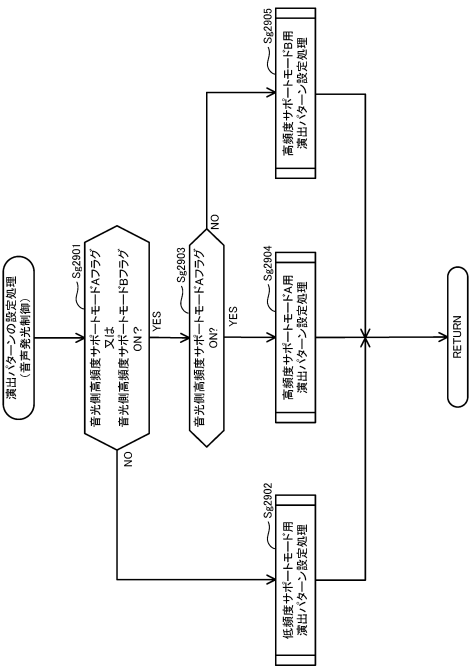 演出パターンの設定処理
(音声発光制御)
Sg2901
音光側高頻度サポートモードAフラグ
又は
音光側高頻度サポートモードBフラグ
ON?
NO
YES
Sg2903
音光側高頻度サポートモードAフラグ
ON?
NO
YES
Sg2902
低頻度サポートモード用
演出パターン設定処理
Sg2904
高頻度サポートモードA用
演出パターン設定処理
Sg2905
高頻度サポートモードB用
演出パターン設定処理
RETURN